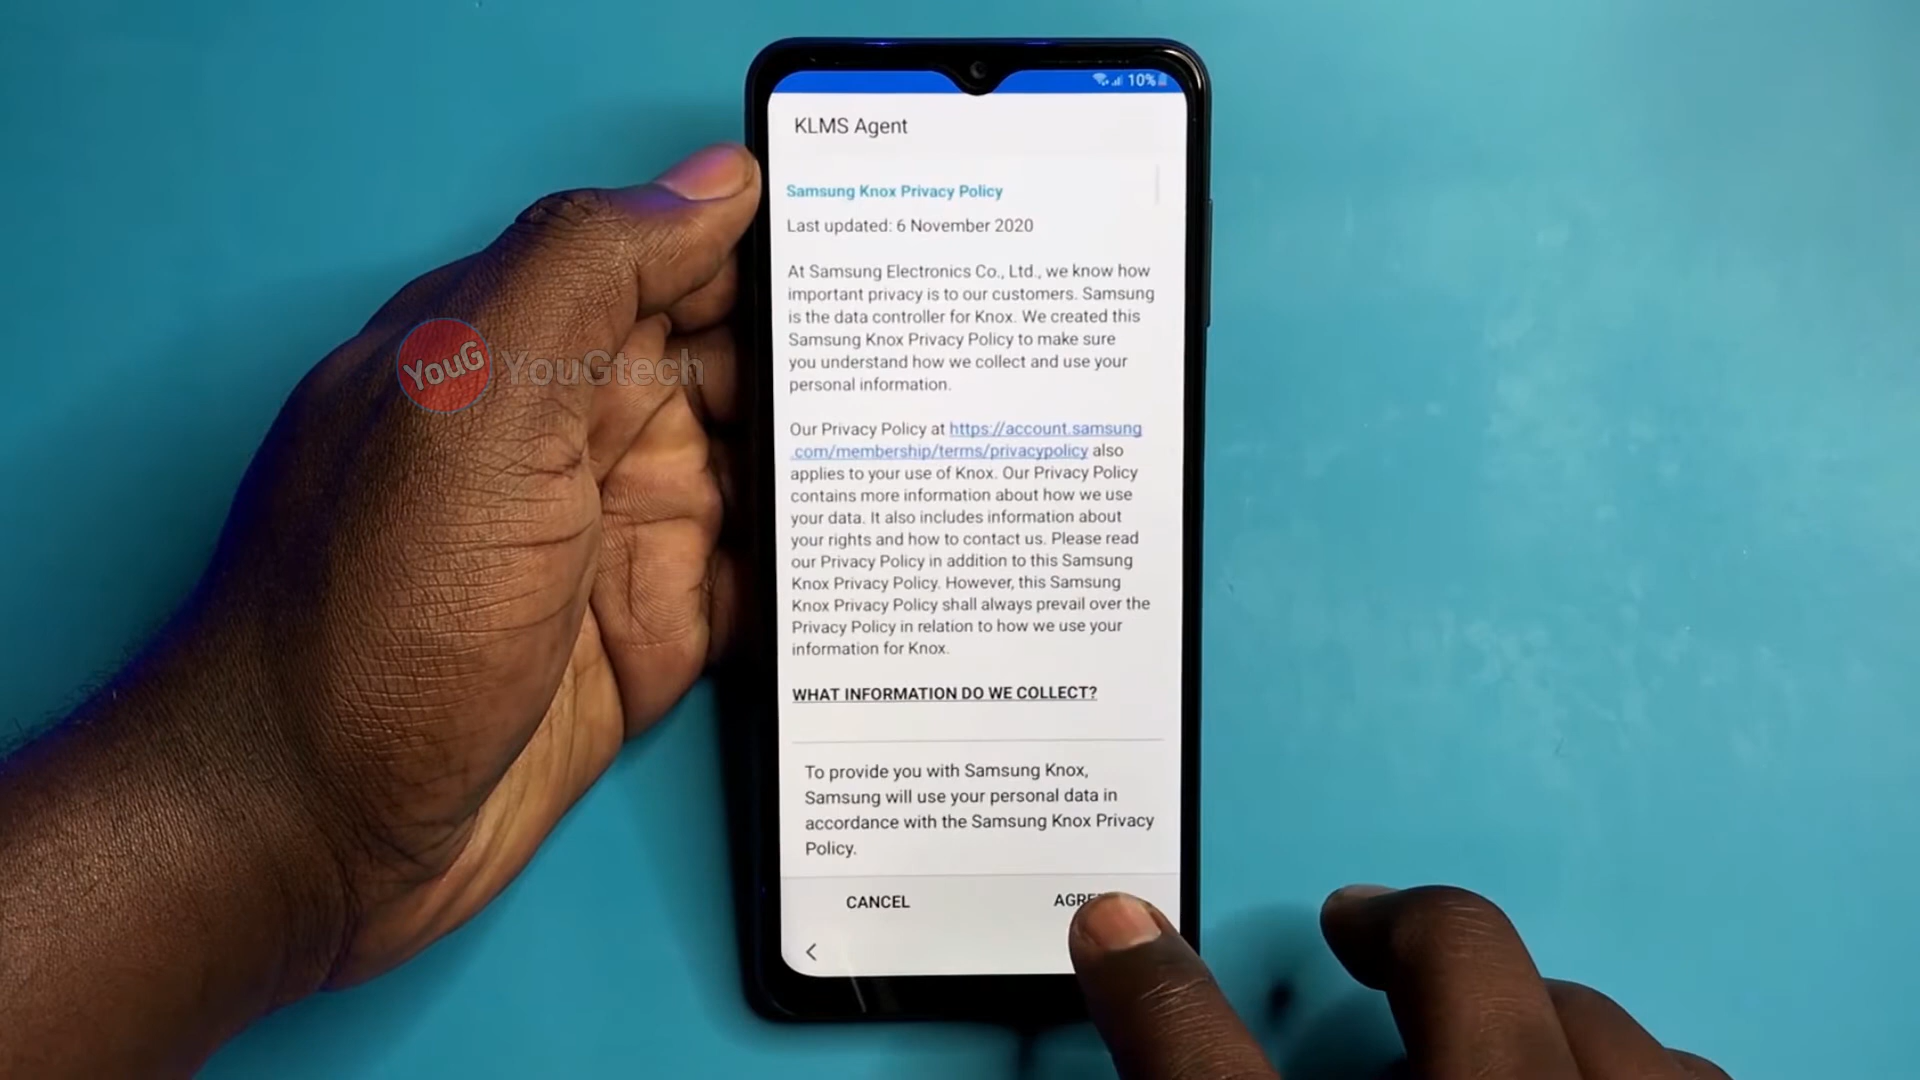 10%
KLMS Agent
Samsung Knox Privacy Policy
Last updated: 6 November 2020
At Samsung Electronics Co., Ltd., we know how
important privacy is to our customers. Samsung
is the data controller for Knox. We created this
Samsung Knox Privacy Policy to make sure
you understand how we collect and use your
personal information.
Our Privacy Policy at https://account.samsung
.com/membership/terms/privacypolicy also
applies to your use of Knox. Our Privacy Policy
contains more information about how we use
your data. It also includes information about
your rights and how to contact us. Please read
our Privacy Policy in addition to this Samsung
Knox Privacy Policy. However, this Samsung
Knox Privacy Policy shall always prevail over the
Privacy Policy in relation to how we use your
information for Knox.
WHAT INFORMATION DO WE COLLECT?
To provide you with Samsung Knox,
Samsung will use your personal data in
accordance with the Samsung Knox Privacy
Policy.
CANCEL
YouG YouGtech